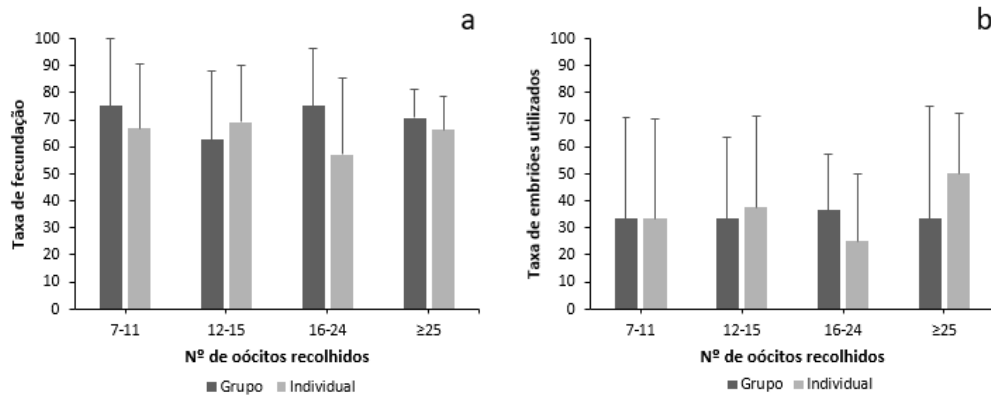 a
100
90
80
70
60
50
40
30
20
10
0
Taxa de fecundação
7-11 12-15 16-24 ≥25
Nº de oócitos recolhidos
Grupo Individual
b
100
90
80
70
60
50
40
30
20
10
0
Taxa de embriões utilizados
7-11 12-15 16-24 ≥25
Nº de oócitos recolhidos
Grupo Individual